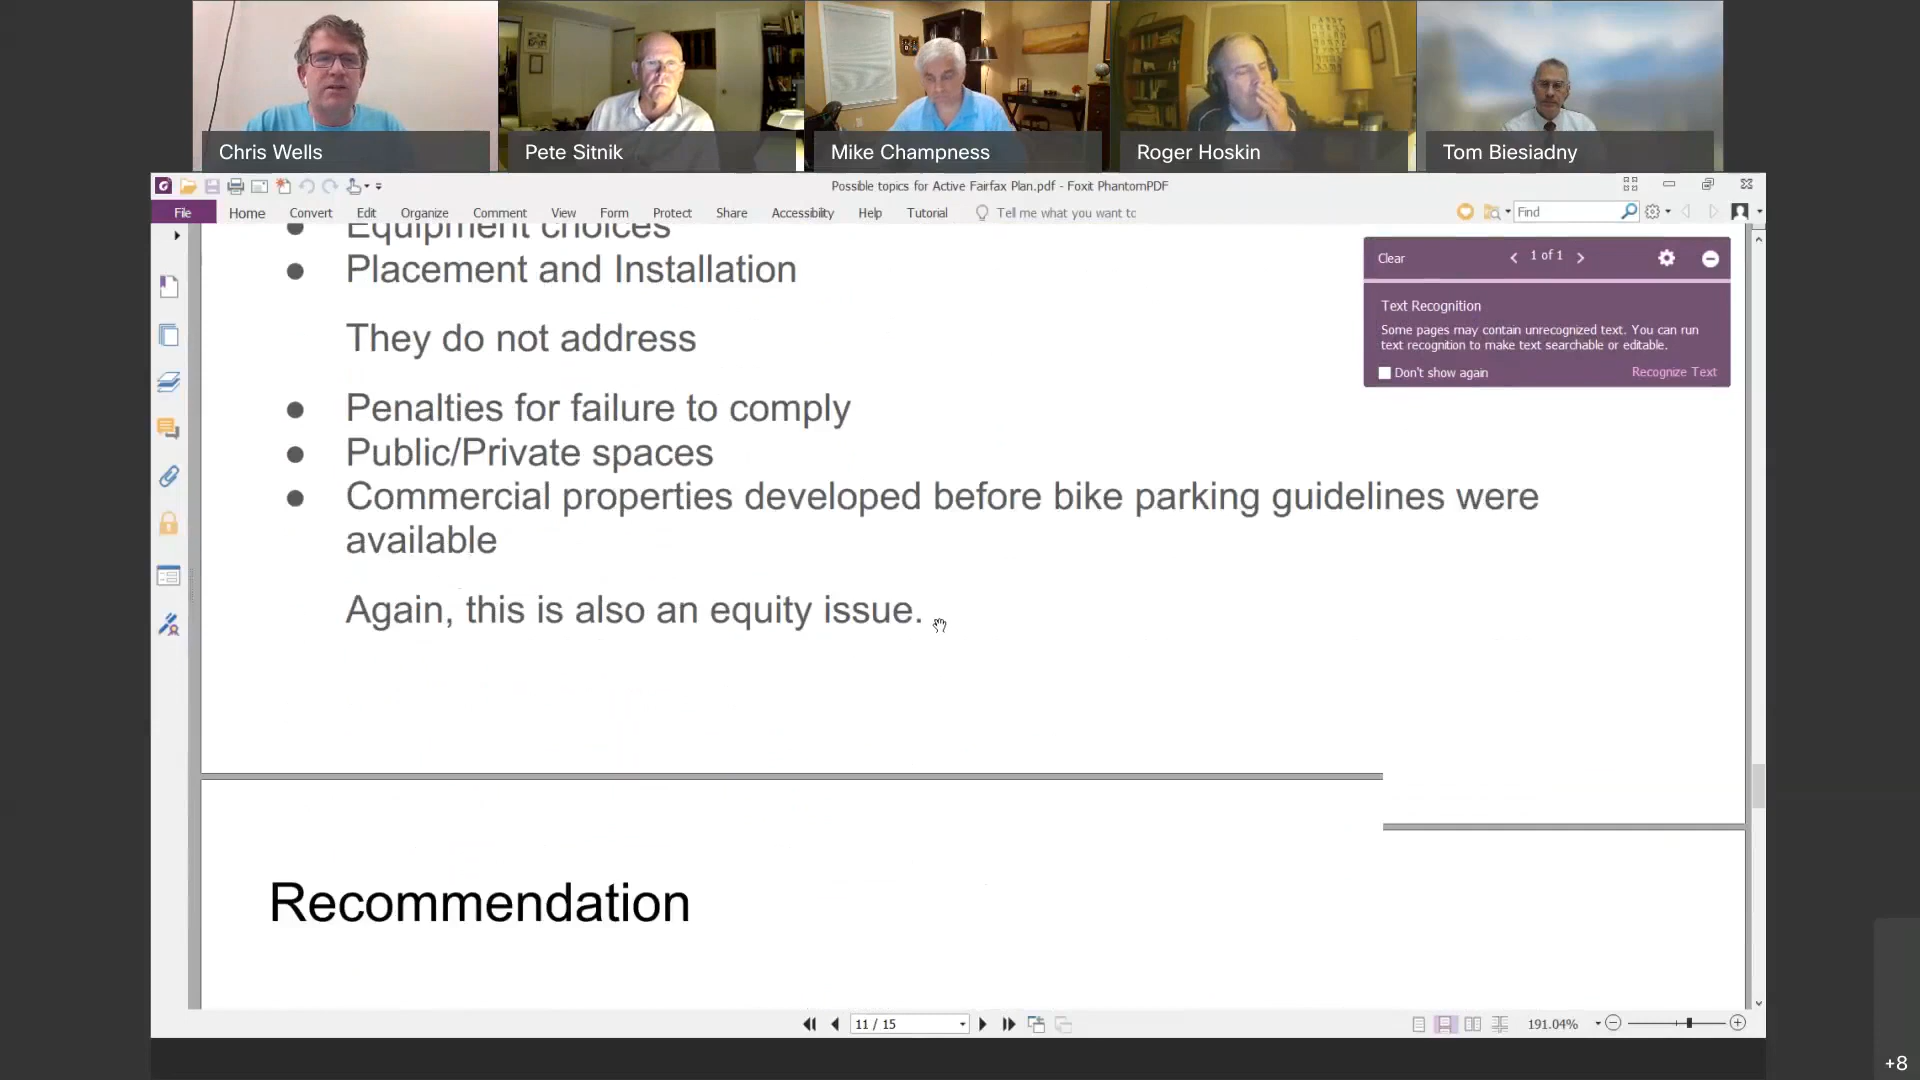 Chris Wells
Pete Sitnik
Mike Champness
Roger Hoskin
Tom Biesiadny
Possible topics for Active Fairfax Plan.pdf - Foxit PhantomPDF
File Home Convert Edit Organize Comment View Form Protect Share Accessibility Help Tutorial Tell me what you want to Find
Equipment choices
Placement and Installation
They do not address
Penalties for failure to comply
Public/Private spaces
Commercial properties developed before bike parking guidelines were
available
Again, this is also an equity issue.
Clear 1 of 1
Text Recognition
Some pages may contain unrecognized text. You can run
text recognition to make text searchable or editable.
Don't show again Recognize Text
Recommendation
11 / 15
191.04%
+8